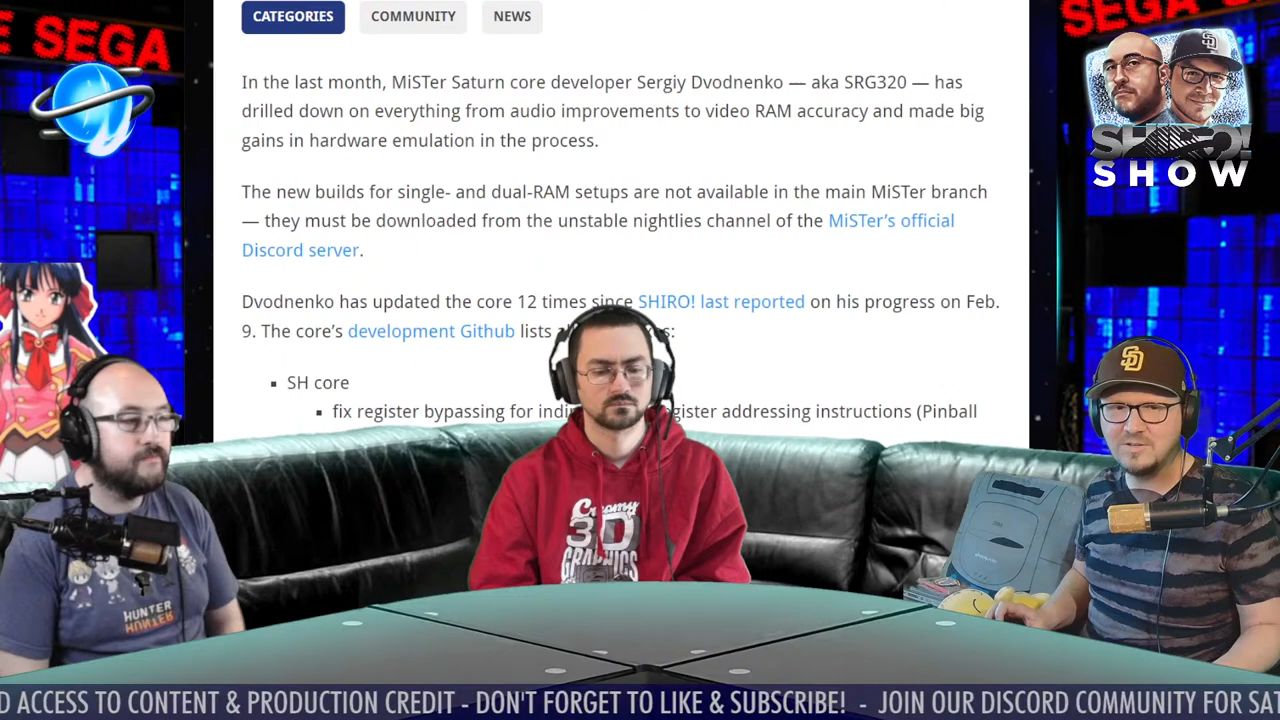 E SEGA
SEGA
CATEGORIES
COMMUNITY
NEWS
In the last month, MiSTer Saturn core developer Sergiy Dvodnenko — aka SRG320 — has
drilled down on everything from audio improvements to video RAM accuracy and made big
gains in hardware emulation in the process.
The new builds for single- and dual-RAM setups are not available in the main MiSTer branch
— they must be downloaded from the unstable nightlies channel of the MiSTer's official
Discord server.
Dvodnenko has updated the core 12 times since SHIRO! last reported on his progress on Feb.
9. The core's development Github lists
▪ SH core
▪ fix register bypassing for register addressing instructions (Pinball
SHIRO!
SHOW
SD
HUNTER
HUNTER
Creamy
3D
GRAPHICS
D ACCESS TO CONTENT & PRODUCTION CREDIT - DON'T FORGET TO LIKE & SUBSCRIBE! - JOIN OUR DISCORD COMMUNITY FOR SAT